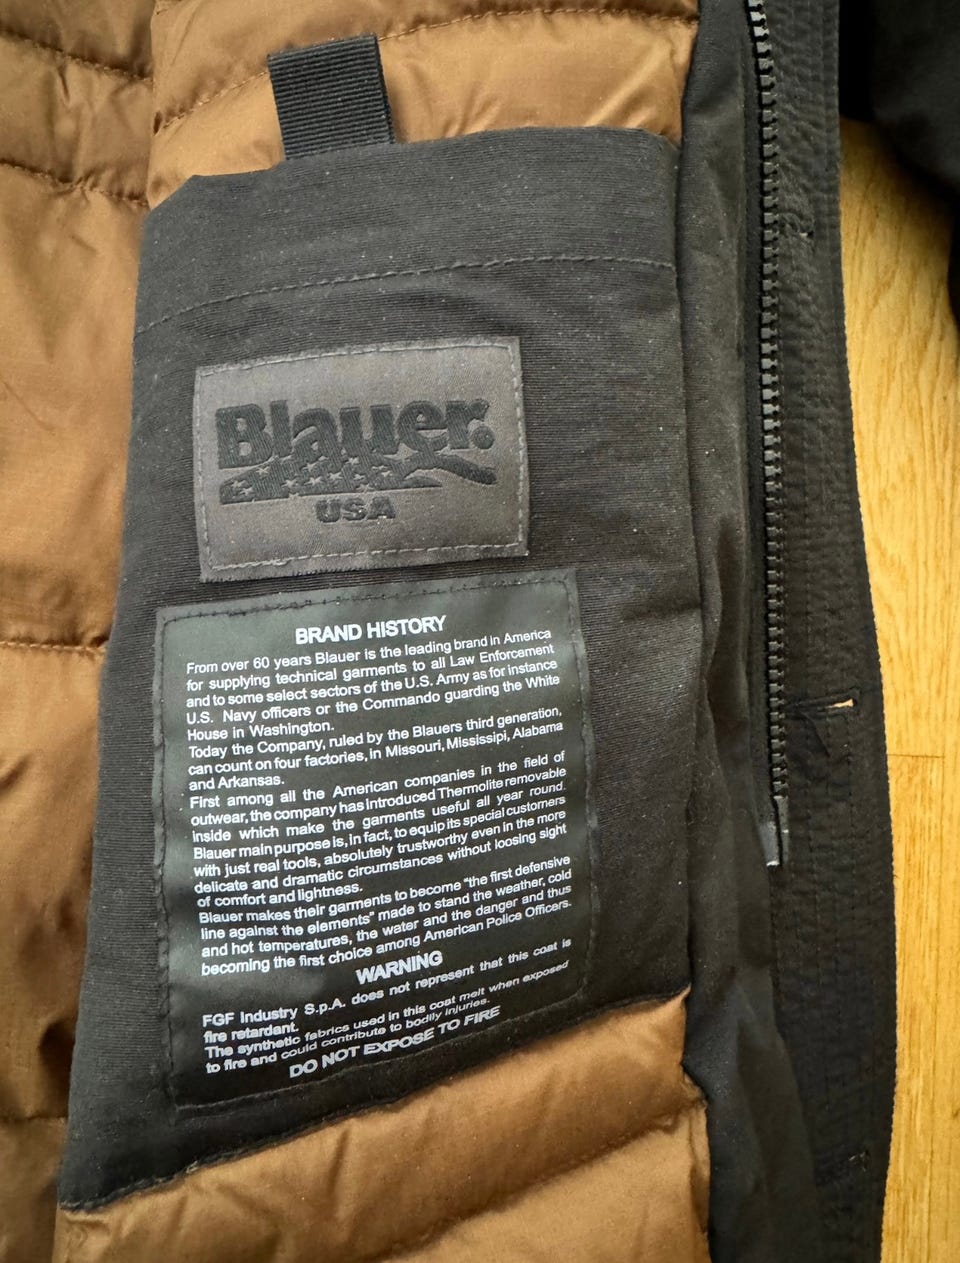 Blauer.
USA
BRAND HISTORY
From over 60 years Blauer is the leading brand in America
for supplying technical garments to all Law Enforcement
and to some select sectors of the U.S. Army as for instance
U.S. Navy officers or the Commando guarding the White
House in Washington.
Today the Company, ruled by the Blauers third generation,
can count on four factories, in Missouri, Mississipi, Alabama
and Arkansas.
First among all the American companies in the field of
outwear, the company has introduced Thermolite removable
inside which make the garments useful all year round.
Blauer main purpose is, in fact, to equip its special customers
with just real tools, absolutely trustworthy even in the more
delicate and dramatic circumstances without loosing sight
of comfort and lightness.
Blauer makes their garments to become "the first defensive
line against the elements" made to stand the weather, cold
and hot temperatures, the water and the danger and thus
becoming the first choice among American Police Officers.
WARNING
FGF Industry S.p.A. does not represent that this coat is
fire retardant.
The synthetic fabrics used in this coat melt when exposed
to fire and could contribute to bodily injuries.
DO NOT EXPOSE TO FIRE